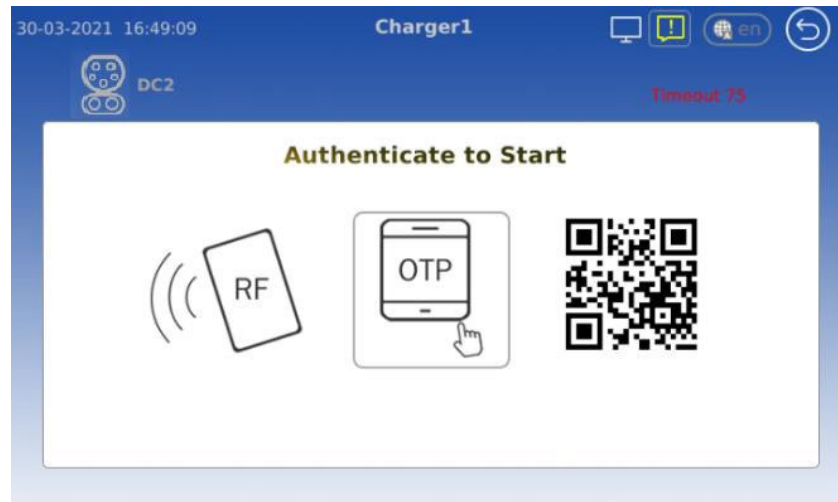 30-03-2021 16:49:09
Charger1
en
DC2
Timeout 75
Authenticate to Start
RF
OTP